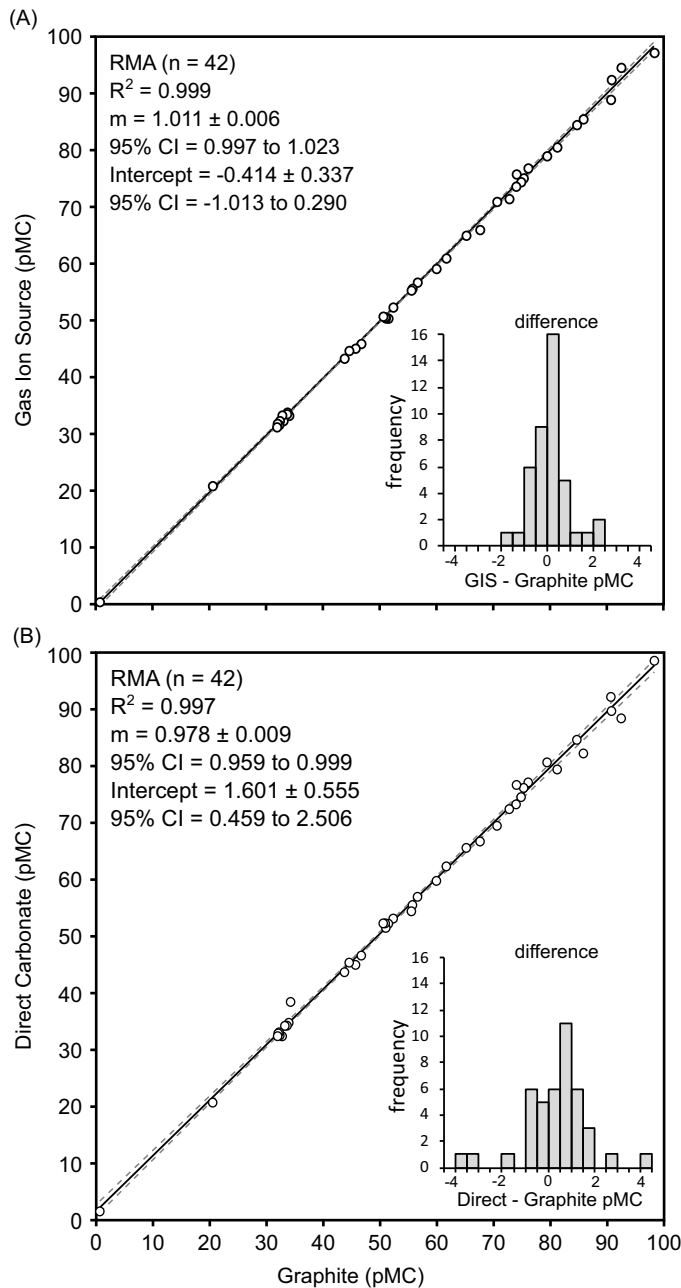 (A)
100
90
80
70
60
50
40
30
20
10
0
Gas Ion Source (pMC)
RMA (n = 42)
R² = 0.999
m = 1.011 ± 0.006
95% CI = 0.997 to 1.023
Intercept = -0.414 ± 0.337
95% CI = -1.013 to 0.290
difference
16
14
12
10
8
6
4
2
0
frequency
-4 -2 0 2 4
GIS - Graphite pMC
(B)
100
90
80
70
60
50
40
30
20
10
0
Direct Carbonate (pMC)
RMA (n = 42)
R² = 0.997
m = 0.978 ± 0.009
95% CI = 0.959 to 0.999
Intercept = 1.601 ± 0.555
95% CI = 0.459 to 2.506
difference
16
14
12
10
8
6
4
2
0
frequency
-4 -2 0 2 4
Direct - Graphite pMC
0 10 20 30 40 50 60 70 80 90 100
Graphite (pMC)